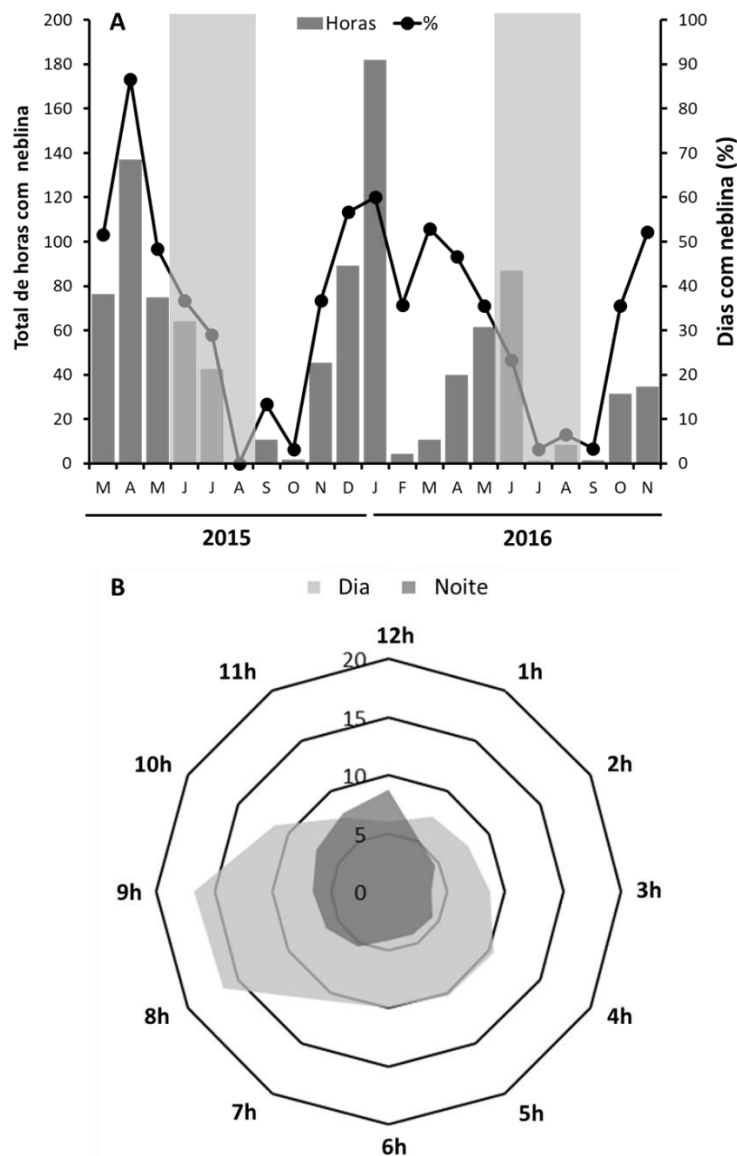 A
Horas
%
Total de horas com neblina
200
180
160
140
120
100
80
60
40
20
0
100
90
80
70
60
50
40
30
20
10
0
Dias com neblina (%)
M A M J J A S O N D J F M A M J J A S O N
2015 2016
B
Dia Noite
12h
1h
2h
3h
4h
5h
6h
7h
8h
9h
10h
11h
20
15
10
5
0